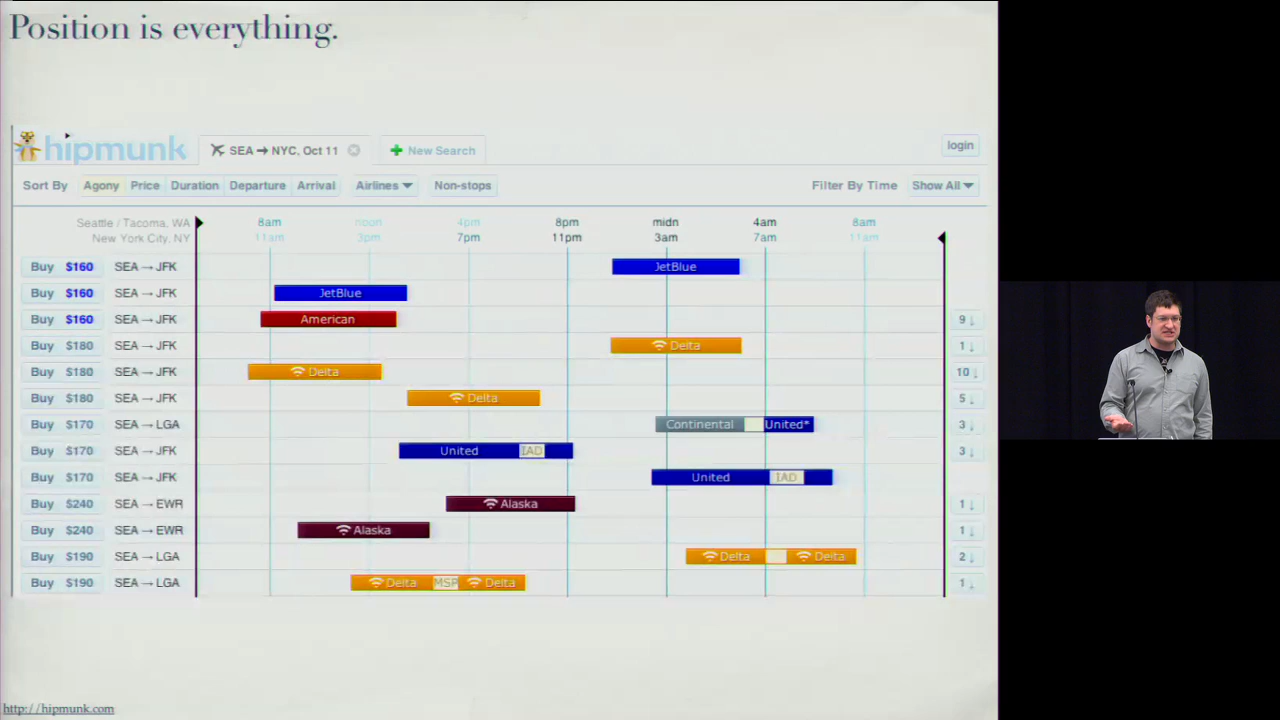 Position is everything.
hipmunk
SEA → NYC, Oct 11
New Search
login
Sort By Agony Price Duration Departure Arrival Airlines Non-stops Filter By Time Show All
Seattle / Tacoma, WA 8am noon 4pm 8pm midn 4am 8am
New York City, NY 11am 3pm 7pm 11pm 3am 7am 11am
Buy $160 SEA → JFK JetBlue
Buy $160 SEA → JFK JetBlue
Buy $160 SEA → JFK American 9↓
Buy $180 SEA → JFK Delta 1↓
Buy $180 SEA → JFK Delta 10↓
Buy $180 SEA → JFK Delta 5↓
Buy $170 SEA → LGA Continental United* 3↓
Buy $170 SEA → JFK United IAD 3↓
Buy $170 SEA → JFK United IAD
Buy $240 SEA → EWR Alaska 1↓
Buy $240 SEA → EWR Alaska 1↓
Buy $190 SEA → LGA Delta Delta 2↓
Buy $190 SEA → LGA Delta MSP Delta 1↓
http://hipmunk.com